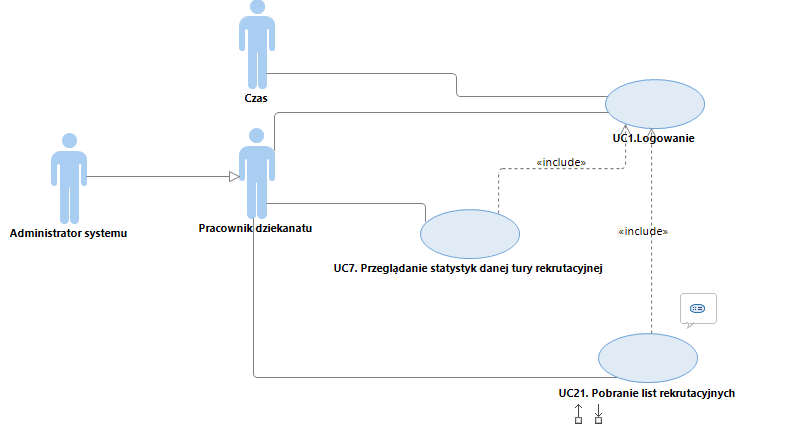 Czas
UC1.Logowanie
«include»
Administrator systemu
Pracownik dziekanatu
«include»
UC7. Przeglądanie statystyk danej tury rekrutacyjnej
UC21. Pobranie list rekrutacyjnych